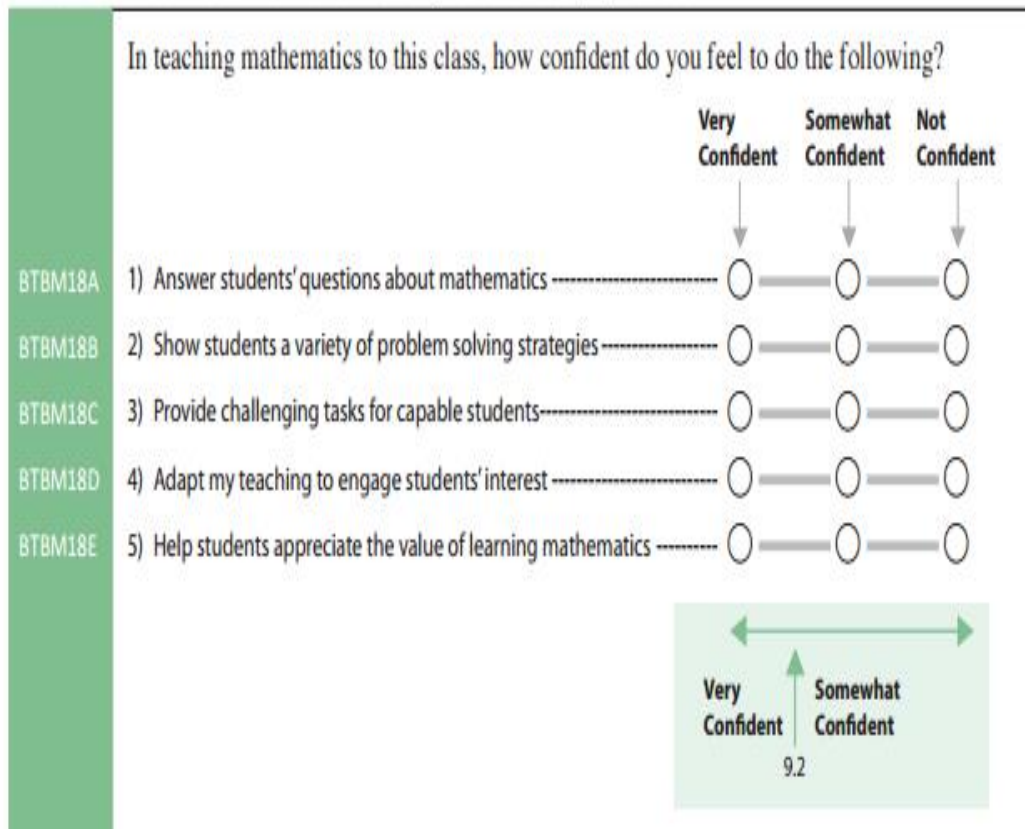 In teaching mathematics to this class, how confident do you feel to do the following?
Very Confident
Somewhat Confident
Not Confident
BTBM18A 1) Answer students' questions about mathematics
BTBM18B 2) Show students a variety of problem solving strategies
BTBM18C 3) Provide challenging tasks for capable students
BTBM18D 4) Adapt my teaching to engage students' interest
BTBM18E 5) Help students appreciate the value of learning mathematics
Very Confident
Somewhat Confident
9.2